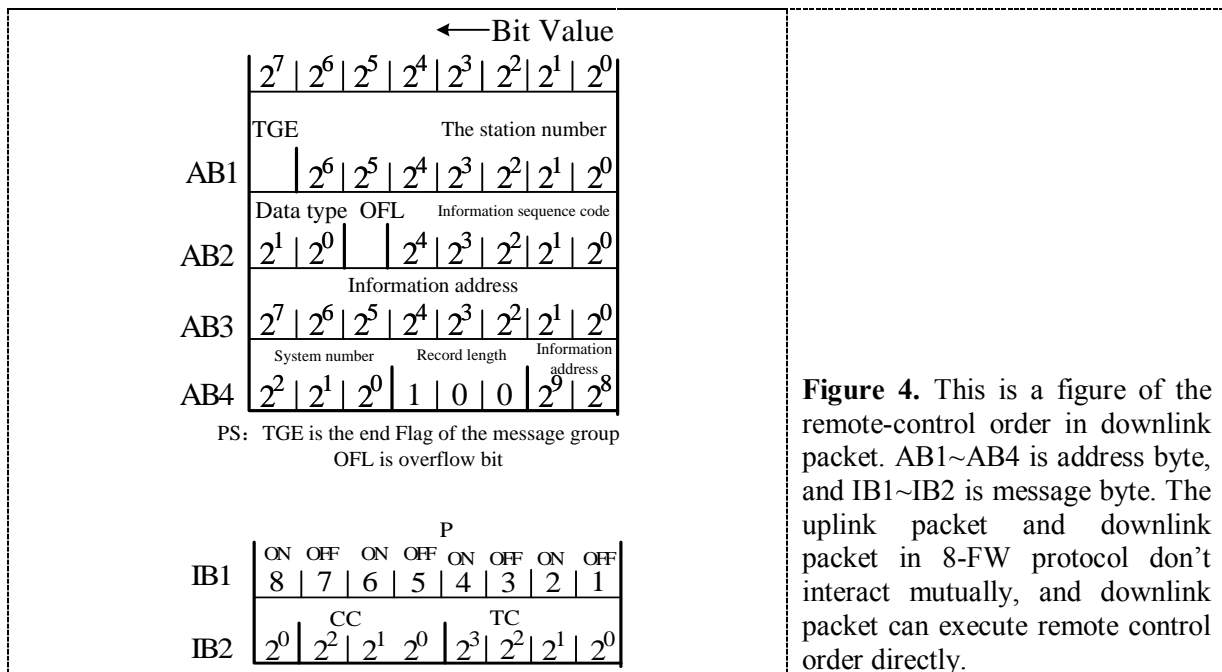 ←Bit Value
2^7 | 2^6 | 2^5 | 2^4 | 2^3 | 2^2 | 2^1 | 2^0
TGE The station number
AB1 2^6 | 2^5 | 2^4 | 2^3 | 2^2 | 2^1 | 2^0
Data type OFL Information sequence code
AB2 2^1 | 2^0 | | 2^4 | 2^3 | 2^2 | 2^1 | 2^0
Information address
AB3 2^7 | 2^6 | 2^5 | 2^4 | 2^3 | 2^2 | 2^1 | 2^0
System number Record length Information address
AB4 2^2 | 2^1 | 2^0 | 1 | 0 | 0 | 2^9 | 2^8
PS: TGE is the end Flag of the message group
OFL is overflow bit
P
ON OFF ON OFF ON OFF ON OFF
IB1 8 | 7 | 6 | 5 | 4 | 3 | 2 | 1
CC TC
IB2 2^0 | 2^2 | 2^1 2^0 | 2^3 | 2^2 | 2^1 | 2^0
Figure 4. This is a figure of the
remote-control order in downlink
packet. AB1~AB4 is address byte,
and IB1~IB2 is message byte. The
uplink packet and downlink
packet in 8-FW protocol don't
interact mutually, and downlink
packet can execute remote control
order directly.